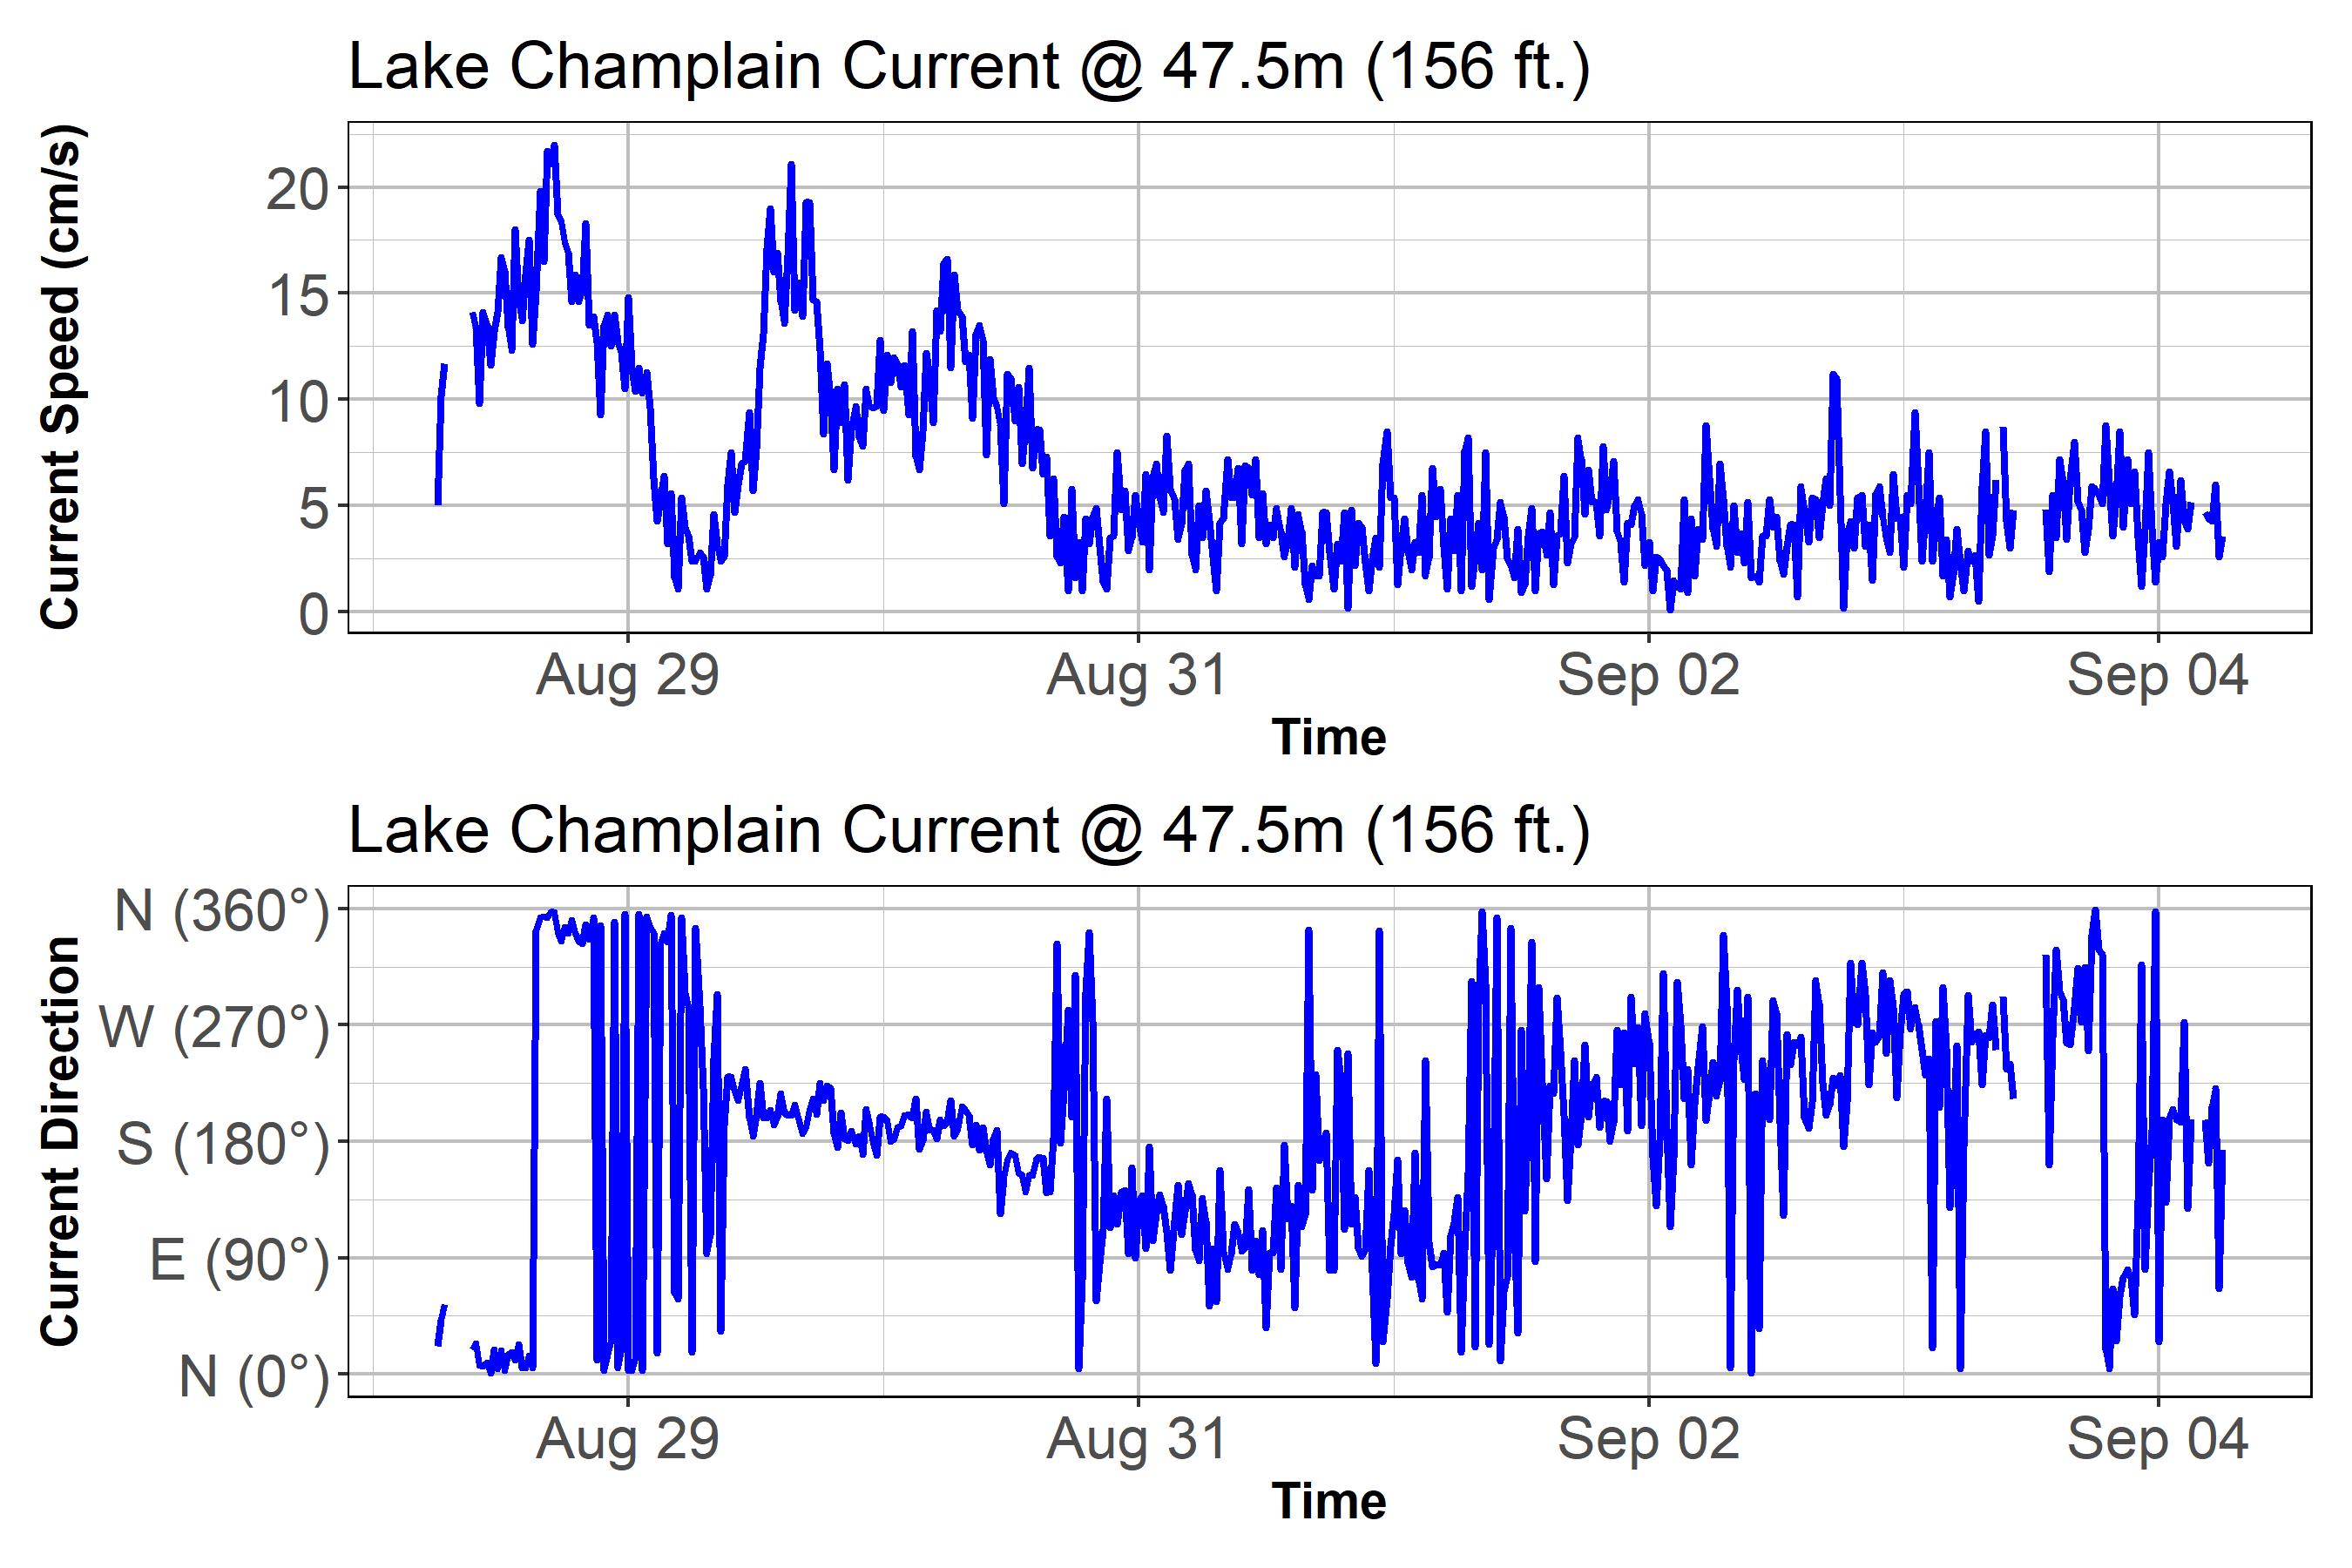 Lake Champlain Current @ 47.5m (156 ft.)
Current Speed (cm/s)
20
15
10
5
0
Aug 29 Aug 31 Sep 02 Sep 04
Time
Lake Champlain Current @ 47.5m (156 ft.)
Current Direction
N (360°)
W (270°)
S (180°)
E (90°)
N (0°)
Aug 29 Aug 31 Sep 02 Sep 04
Time